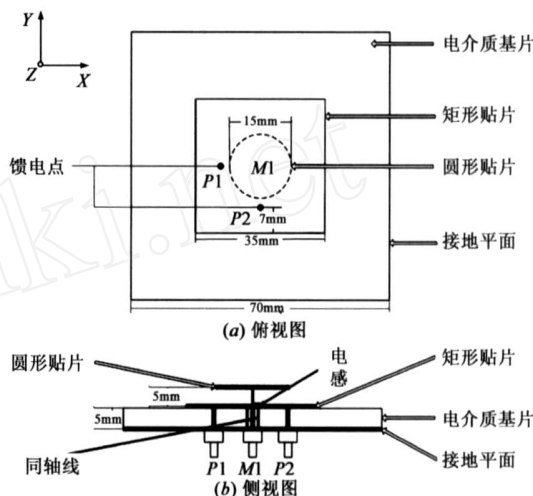 Y
Z
X
电介质基片
矩形贴片
15mm
馈电点
P1
M1
圆形贴片
P2
7mm
35mm
接地平面
70mm
(a) 俯视图
圆形贴片
电感
矩形贴片
5mm
5mm
电介质基片
同轴线
P1 M1 P2
接地平面
(b) 侧视图